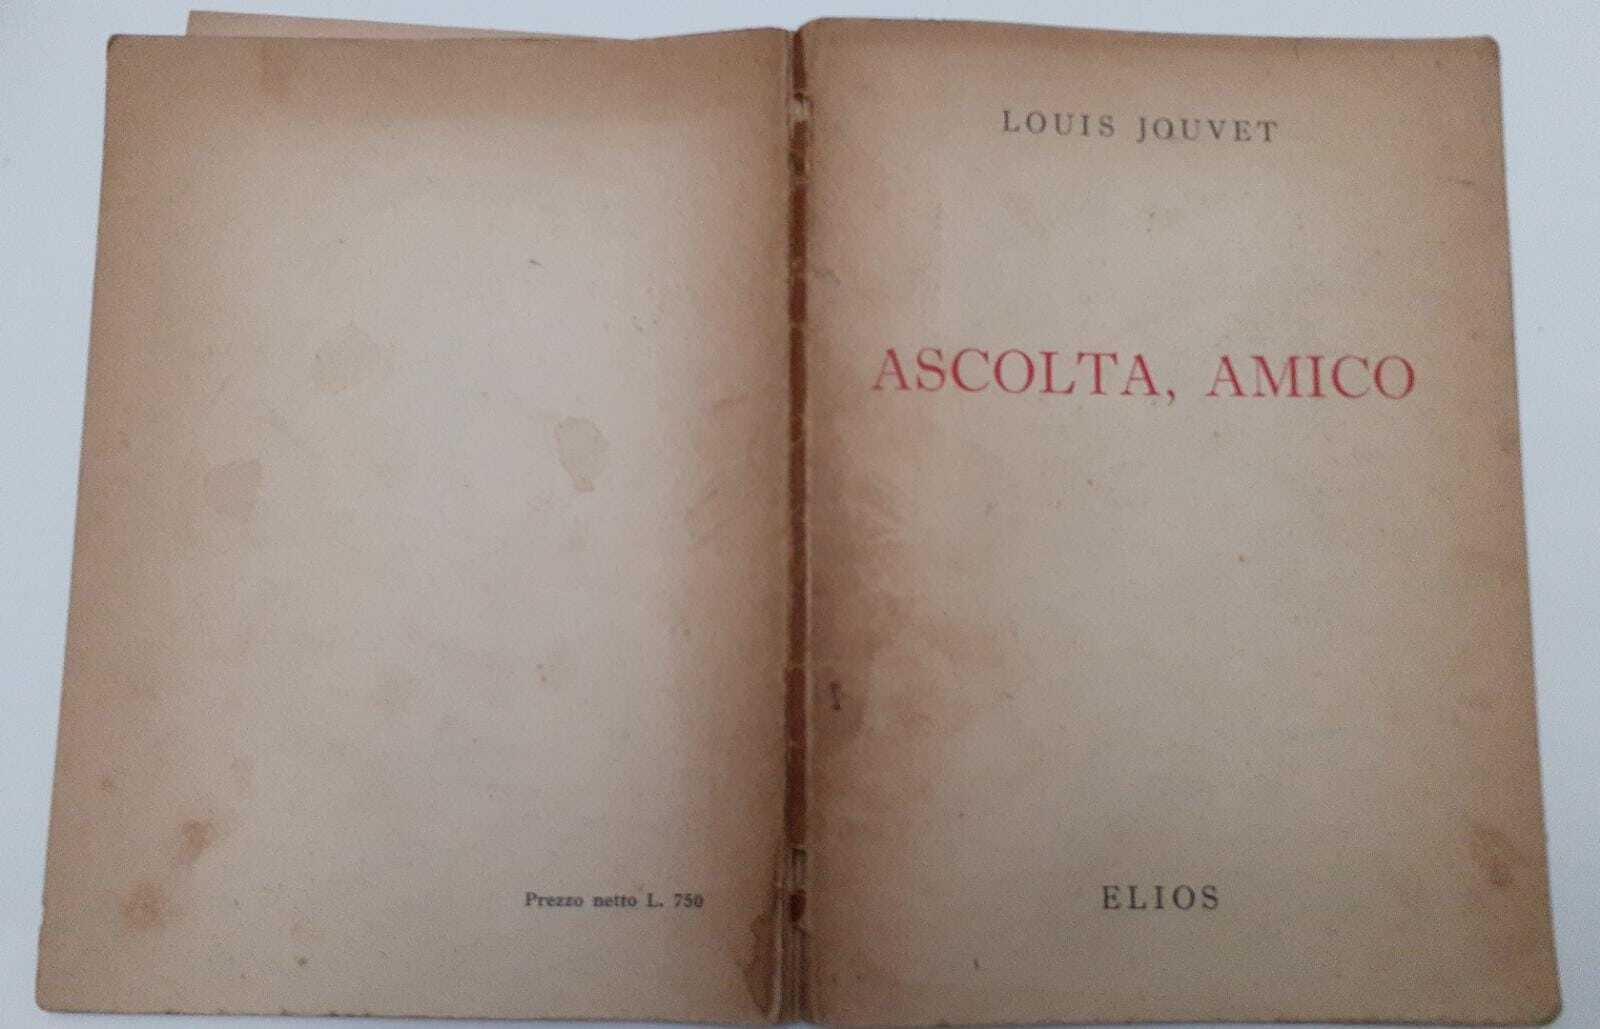 LOUIS JOUVET
ASCOLTA, AMICO
ELIOS
Prezzo netto L. 750